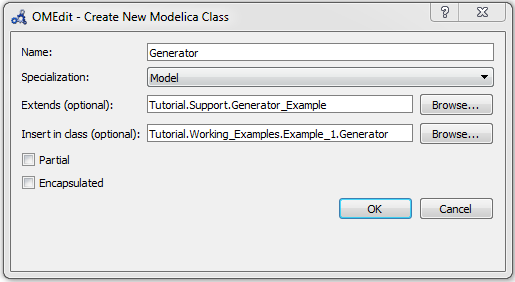 OMEdit - Create New Modelica Class
Name: Generator
Specialization: Model
Extends (optional): Tutorial.Support.Generator_Example Browse...
Insert in class (optional): Tutorial.Working_Examples.Example_1.Generator Browse...
Partial
Encapsulated
OK Cancel